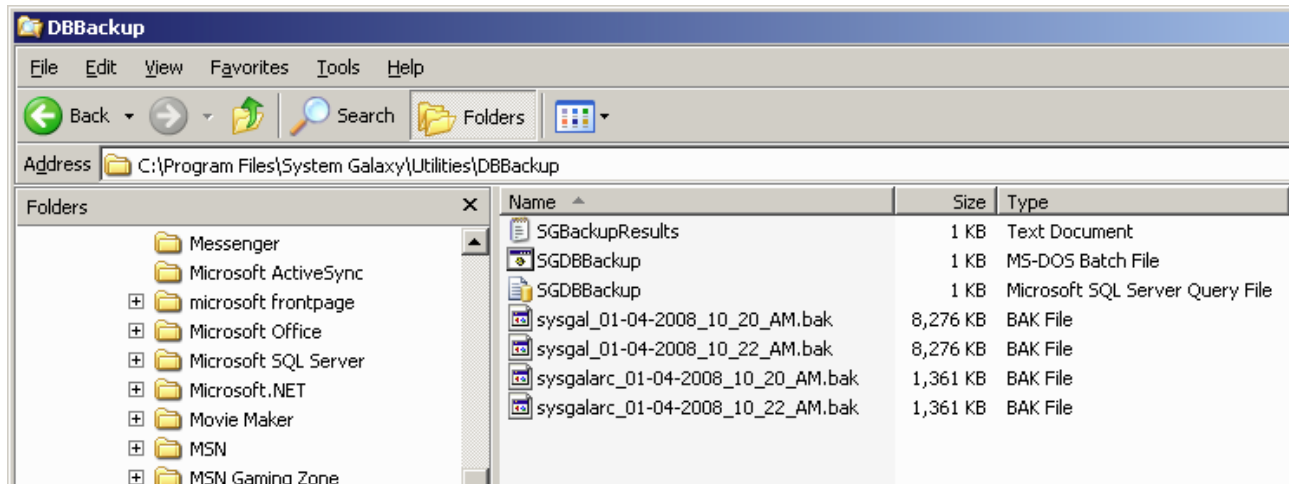 DBBackup
File Edit View Favorites Tools Help
Back Search Folders
Address C:\Program Files\System Galaxy\Utilities\DBBackup
Folders x Name Size Type
Messenger
Microsoft ActiveSync
microsoft frontpage
Microsoft Office
Microsoft SQL Server
Microsoft.NET
Movie Maker
MSN
MSN Gaming Zone
SGBackupResults 1 KB Text Document
SGDBBackup 1 KB MS-DOS Batch File
SGDBBackup 1 KB Microsoft SQL Server Query File
sysgal_01-04-2008_10_20_AM.bak 8,276 KB BAK File
sysgal_01-04-2008_10_22_AM.bak 8,276 KB BAK File
sysgalarc_01-04-2008_10_20_AM.bak 1,361 KB BAK File
sysgalarc_01-04-2008_10_22_AM.bak 1,361 KB BAK File